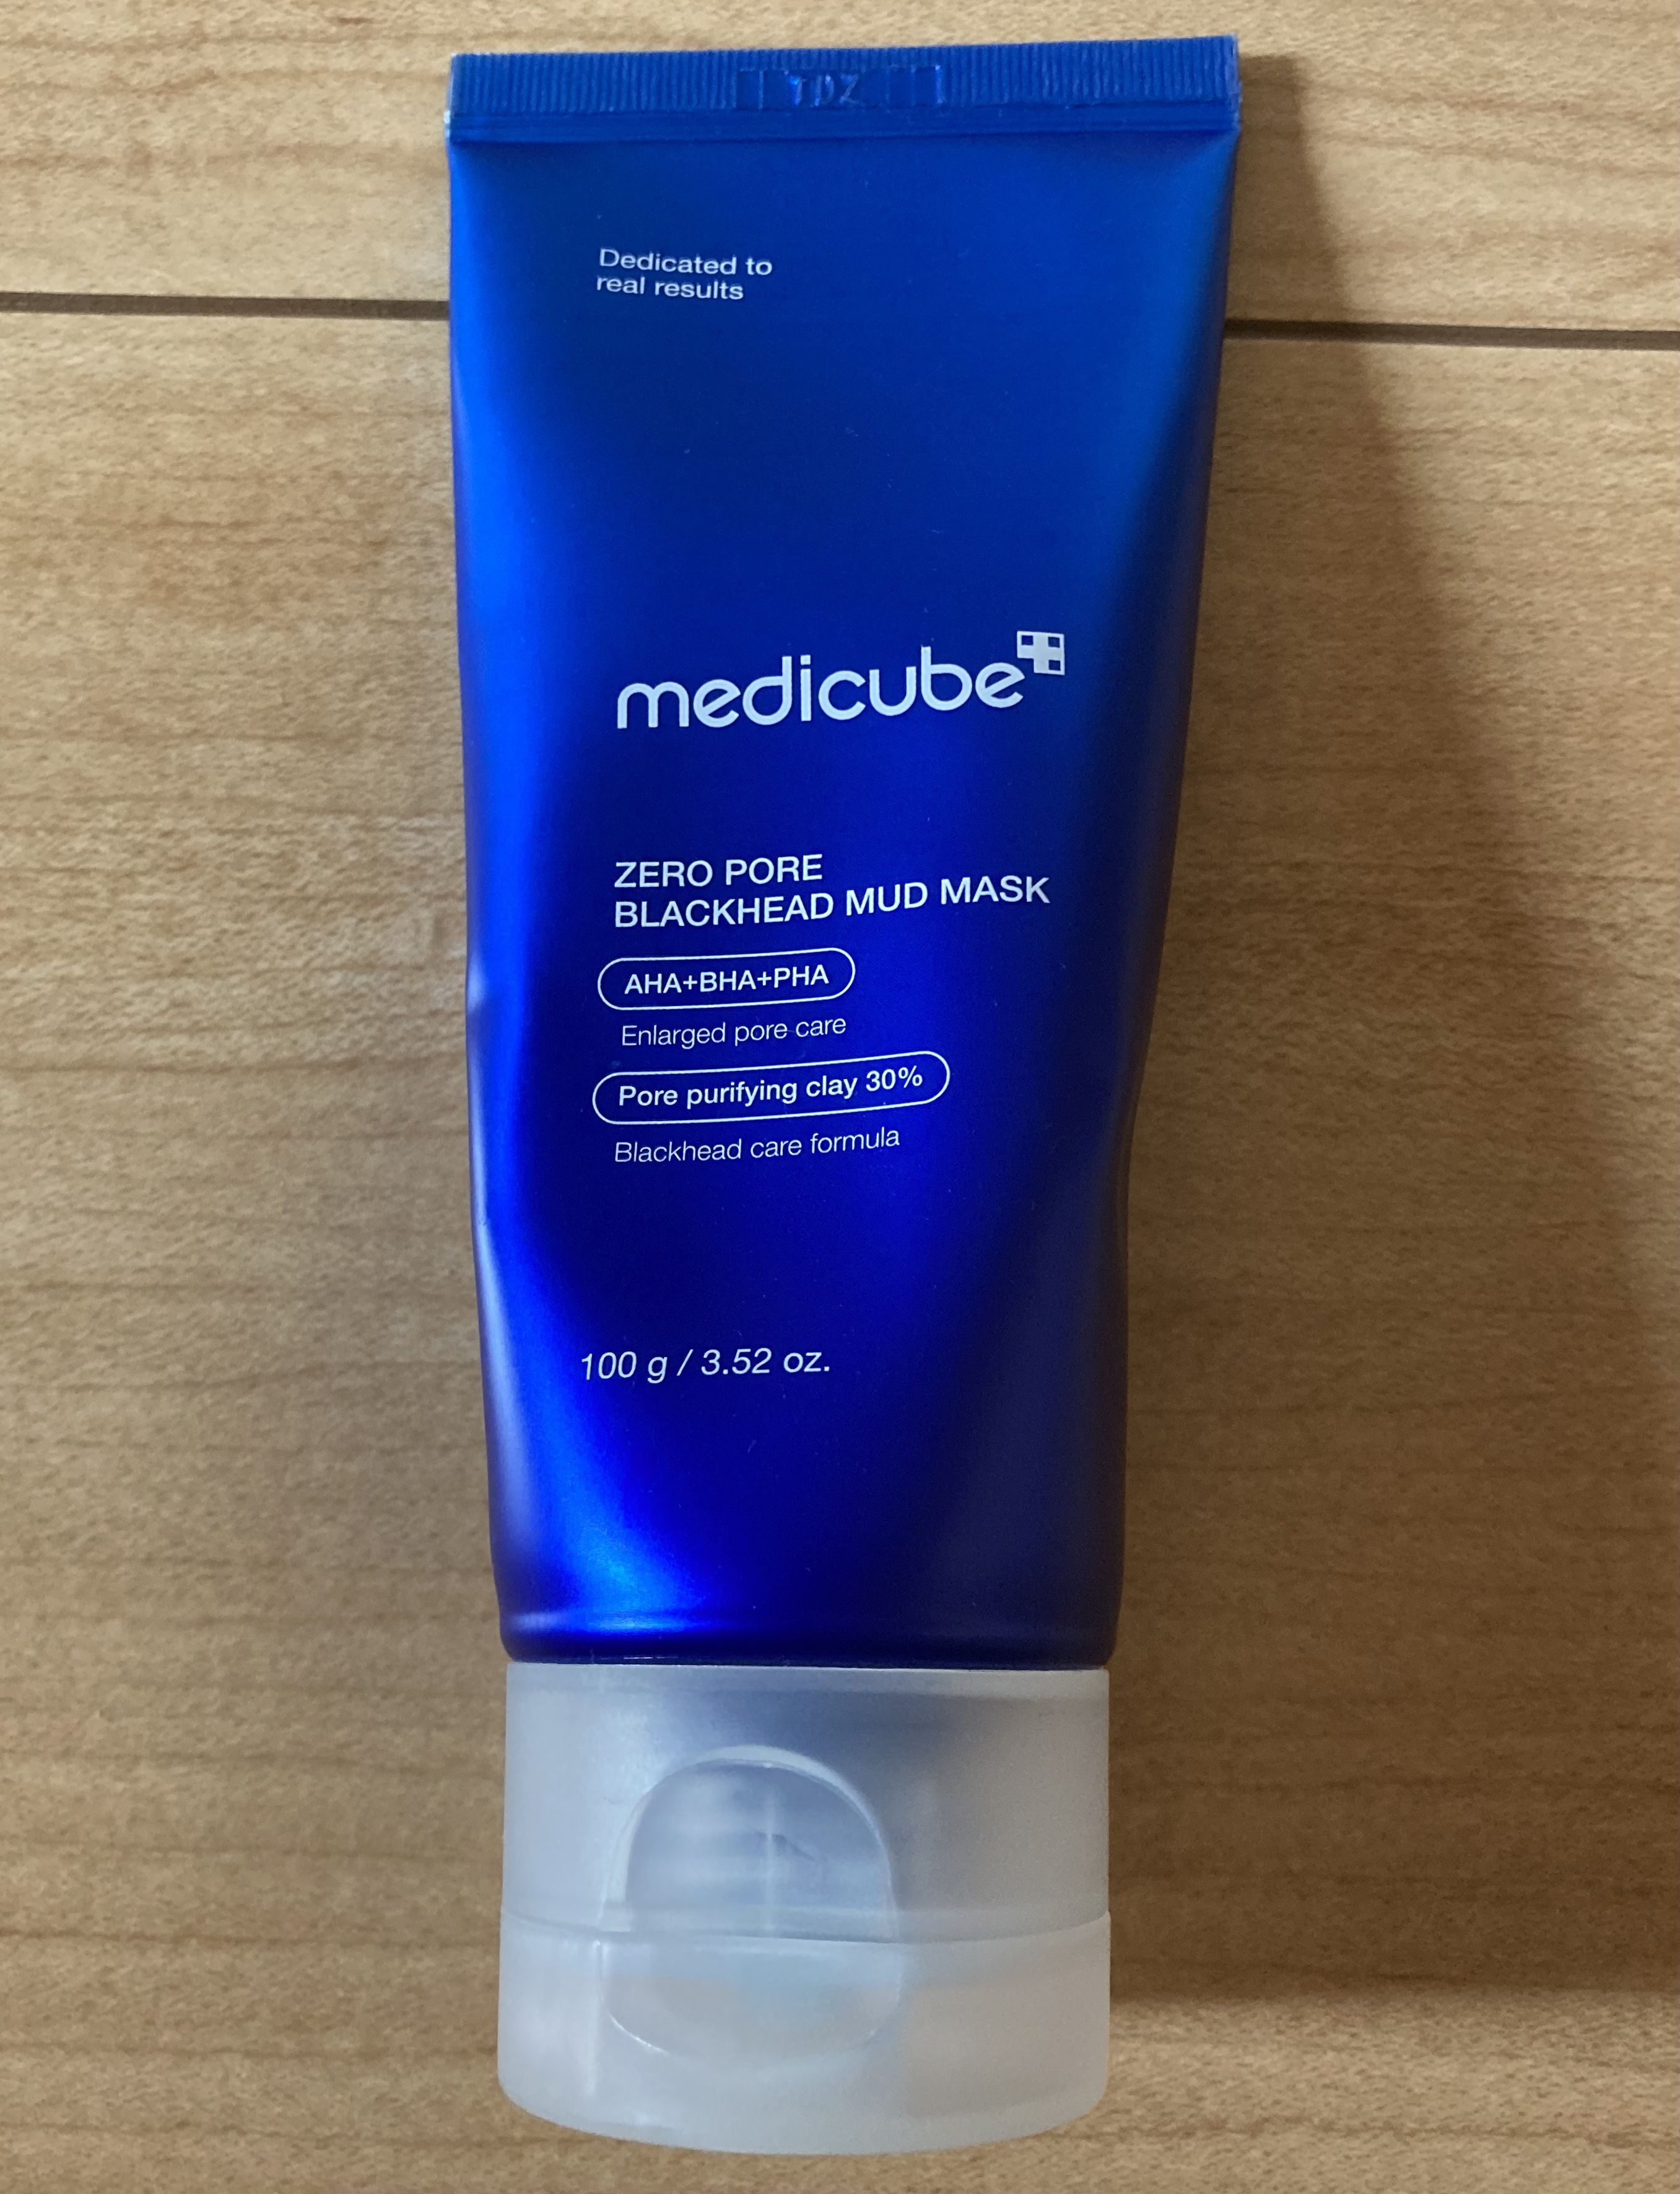 Dedicated to
real results
medicube
ZERO PORE
BLACKHEAD MUD MASK
AHA+BHA+PHA
Enlarged pore care
Pore purifying clay 30%
Blackhead care formula
100 g / 3.52 oz.